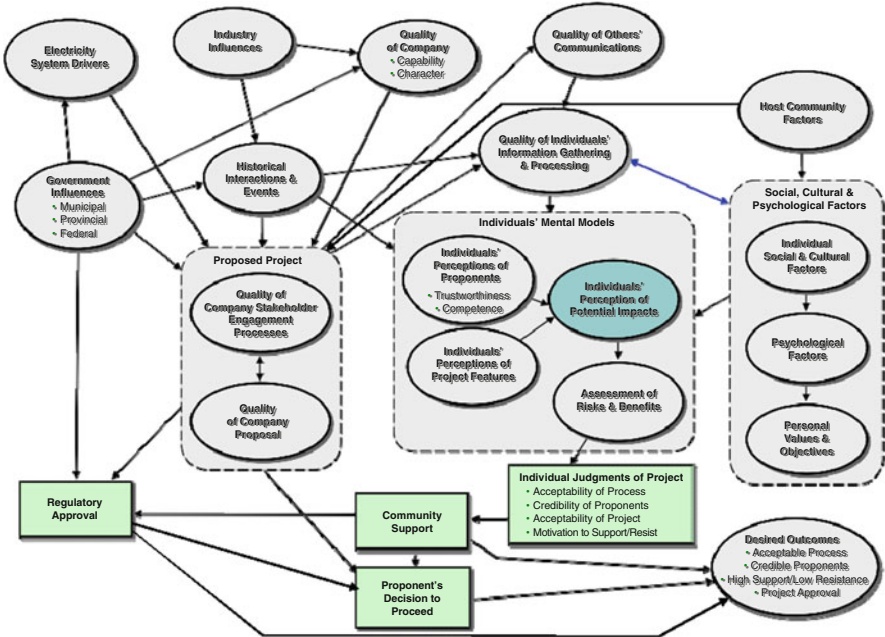 Electricity
System Drivers
Industry
Influences
Quality
of Company
• Capability
• Character
Quality of Others'
Communications
Host Community
Factors
Government
Influences
• Municipal
• Provincial
• Federal
Historical
Interactions &
Events
Quality of Individuals'
Information Gathering
& Processing
Social, Cultural &
Psychological Factors
Individual
Social & Cultural
Factors
Psychological
Factors
Personal
Values &
Objectives
Proposed Project
Quality of
Company Stakeholder
Engagement
Processes
Quality
of Company
Proposal
Individuals' Mental Models
Individuals'
Perceptions of
Proponents
• Trustworthiness
• Competence
Individuals'
Perception of
Potential Impacts
Individuals'
Perceptions of
Project Features
Assessment of
Risks & Benefits
Regulatory
Approval
Community
Support
Individual Judgments of Project
• Acceptability of Process
• Credibility of Proponents
• Acceptability of Project
• Motivation to Support/Resist
Proponent's
Decision to
Proceed
Desired Outcomes
• Acceptable Process
• Credible Proponents
• High Support/Low Resistance
• Project Approval